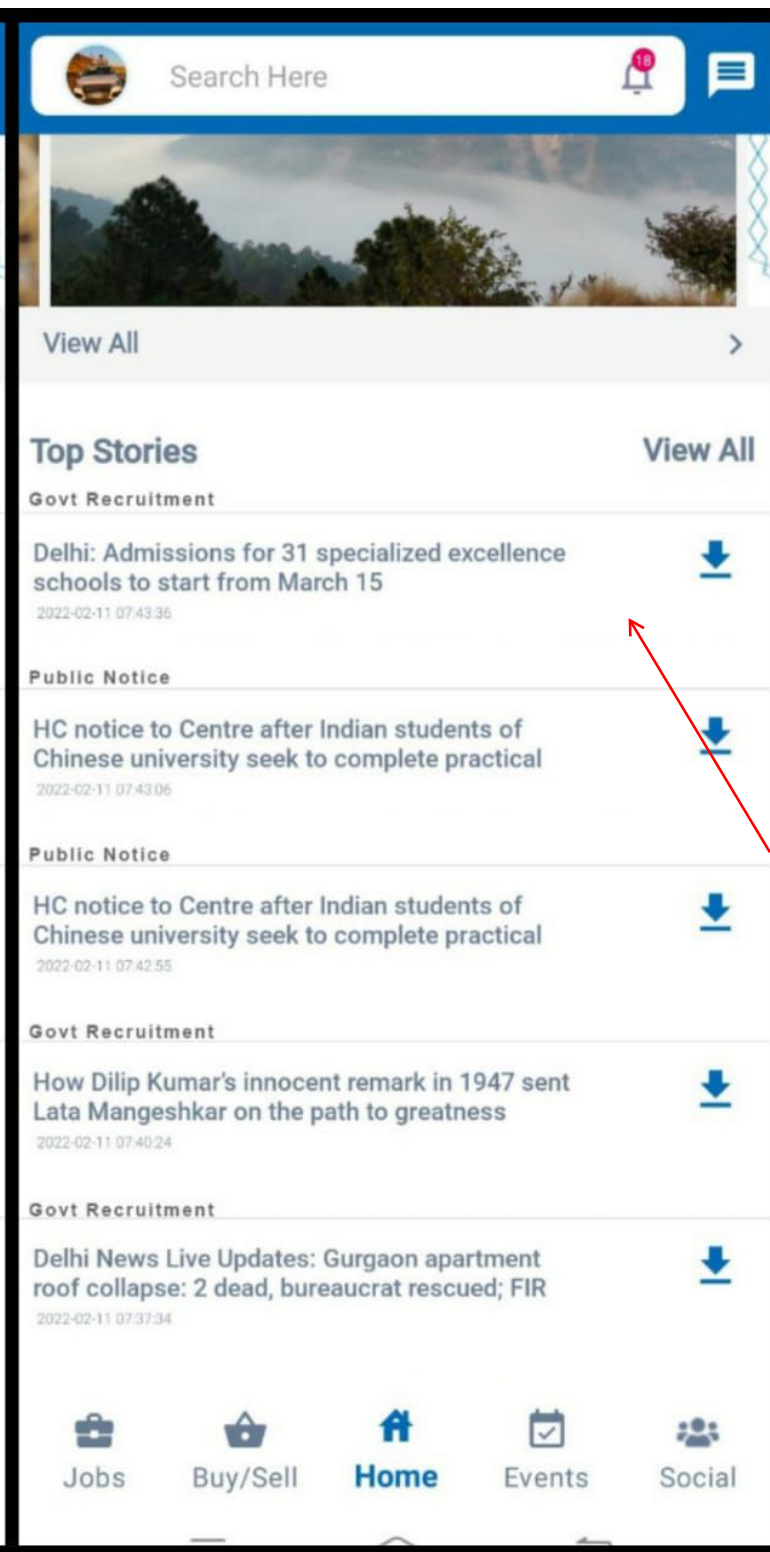 Search Here
18
View All
Top Stories
View All
Govt Recruitment
Delhi: Admissions for 31 specialized excellence
schools to start from March 15
2022-02-11 07:43:36
Public Notice
HC notice to Centre after Indian students of
Chinese university seek to complete practical
2022-02-11 07:43:06
Public Notice
HC notice to Centre after Indian students of
Chinese university seek to complete practical
2022-02-11 07:42:55
Govt Recruitment
How Dilip Kumar’s innocent remark in 1947 sent
Lata Mangeshkar on the path to greatness
2022-02-11 07:40:24
Govt Recruitment
Delhi News Live Updates: Gurgaon apartment
roof collapse: 2 dead, bureaucrat rescued; FIR
2022-02-11 07:37:34
Jobs
Buy/Sell
Home
Events
Social